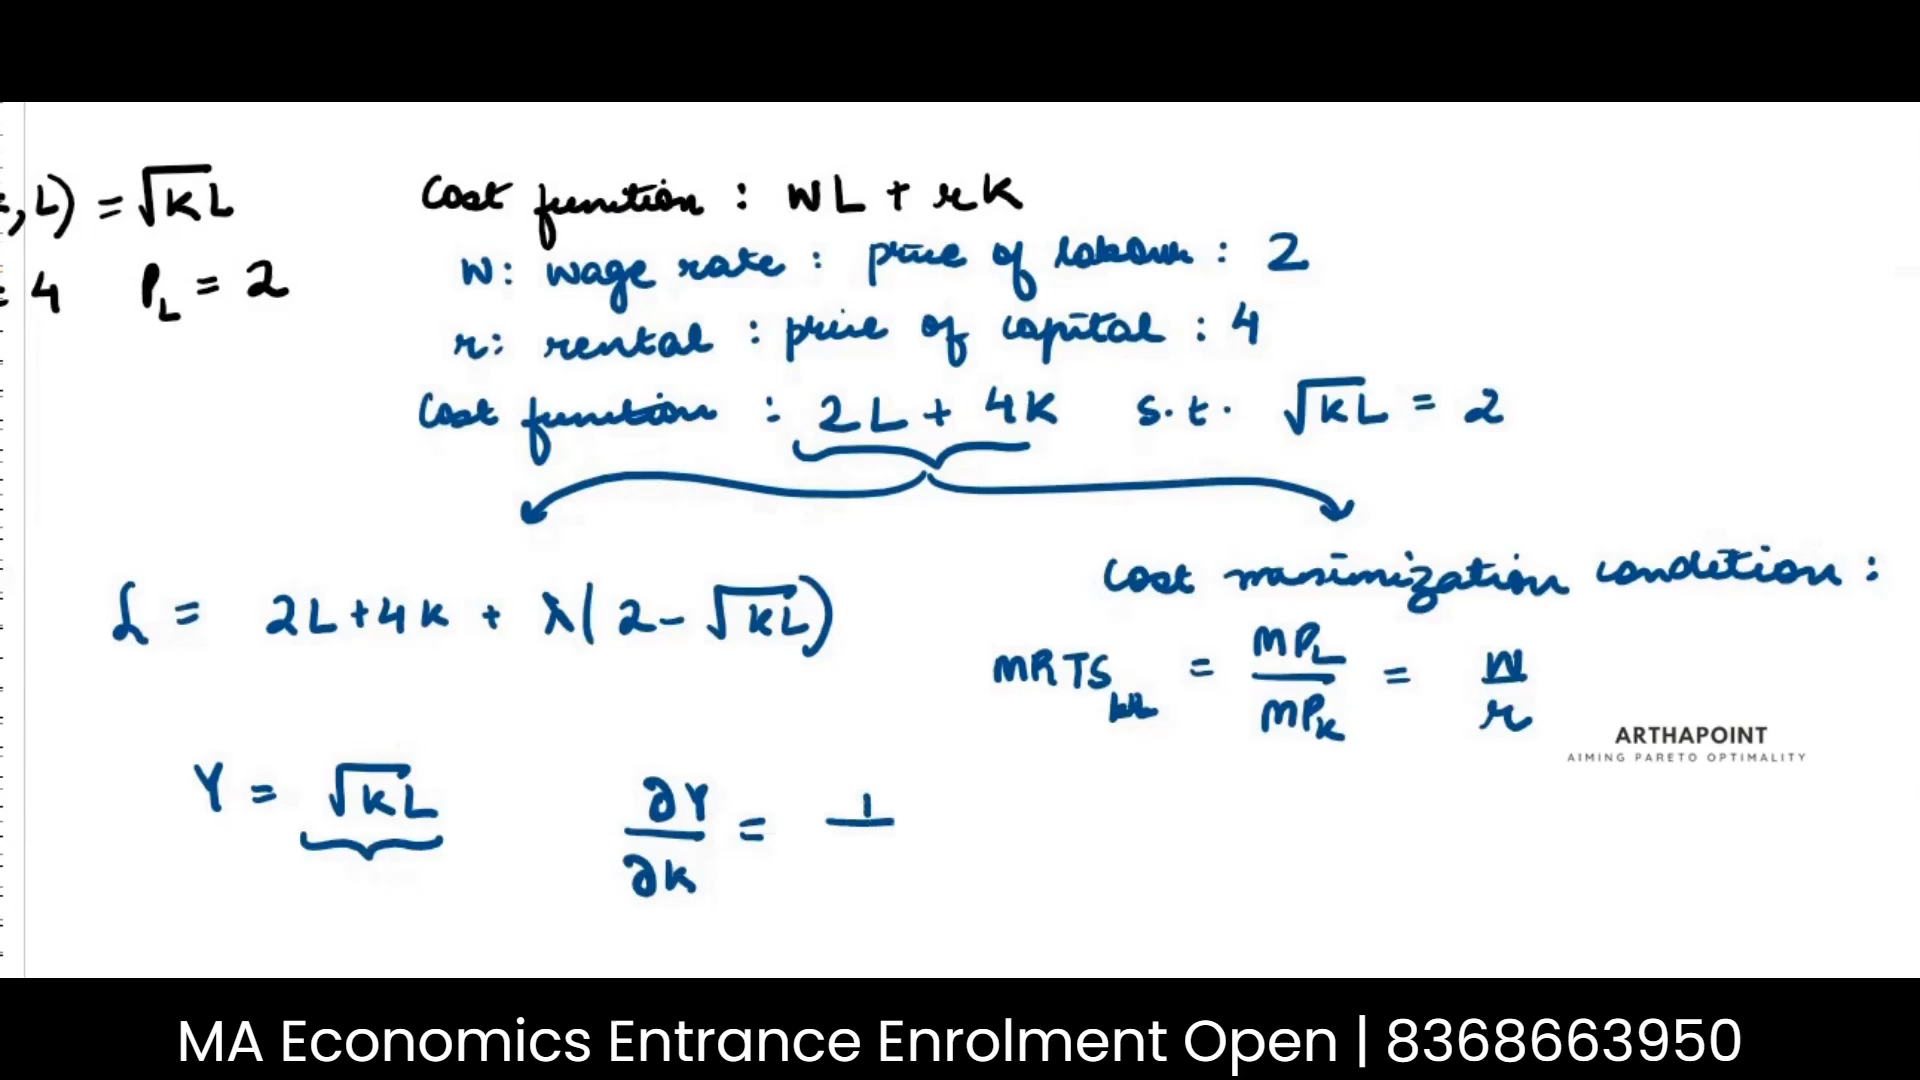 , L) = √KL
= 4 P_L = 2
Cost function : wL + rK
w: wage rate : price of labour : 2
r: rental : price of capital : 4
Cost function : 2L + 4K s.t. √KL = 2
Cost maximization condition :
ℒ = 2L + 4K + λ(2 - √KL)
MRTS = MP_L / MP_K = w / r
Y = √KL ∂Y / ∂K = 1 /
ARTHAPOINT
AIMING PARETO OPTIMALITY
MA Economics Entrance Enrolment Open | 8368663950